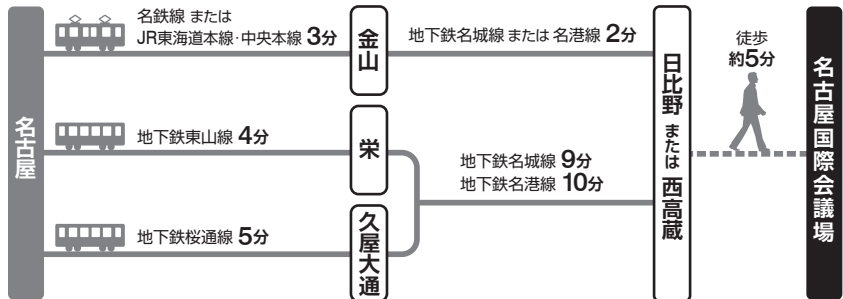 名古屋
名鉄線 または
JR東海道本線・中央本線 3分
金山
地下鉄名城線 または 名港線 2分
地下鉄東山線 4分
栄
地下鉄桜通線 5分
久屋大通
地下鉄名城線 9分
地下鉄名港線 10分
日比野 または 西高蔵
徒歩
約5分
名古屋国際会議場